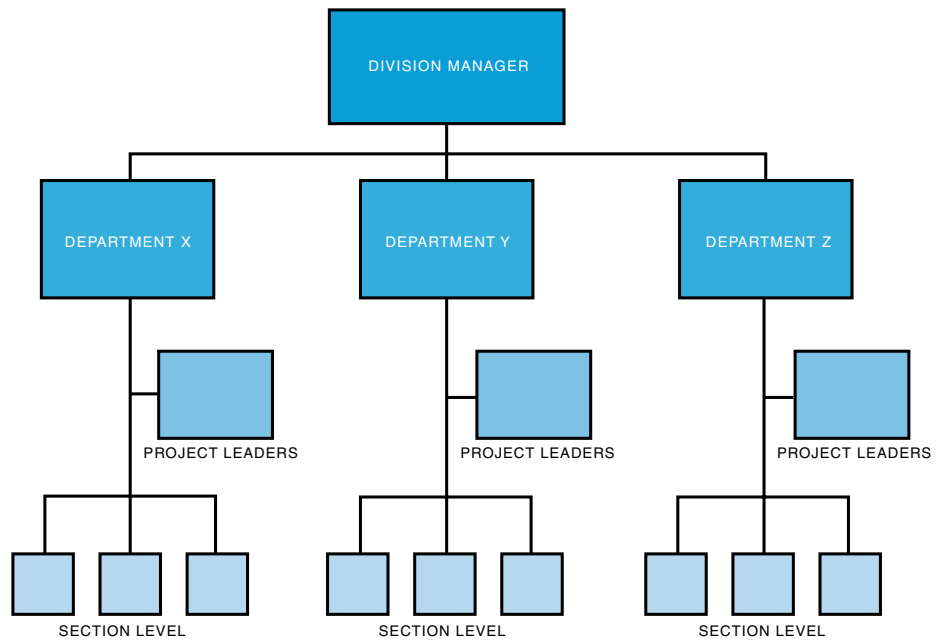 DIVISION MANAGER
DEPARTMENT X
DEPARTMENT Y
DEPARTMENT Z
PROJECT LEADERS
PROJECT LEADERS
PROJECT LEADERS
SECTION LEVEL
SECTION LEVEL
SECTION LEVEL